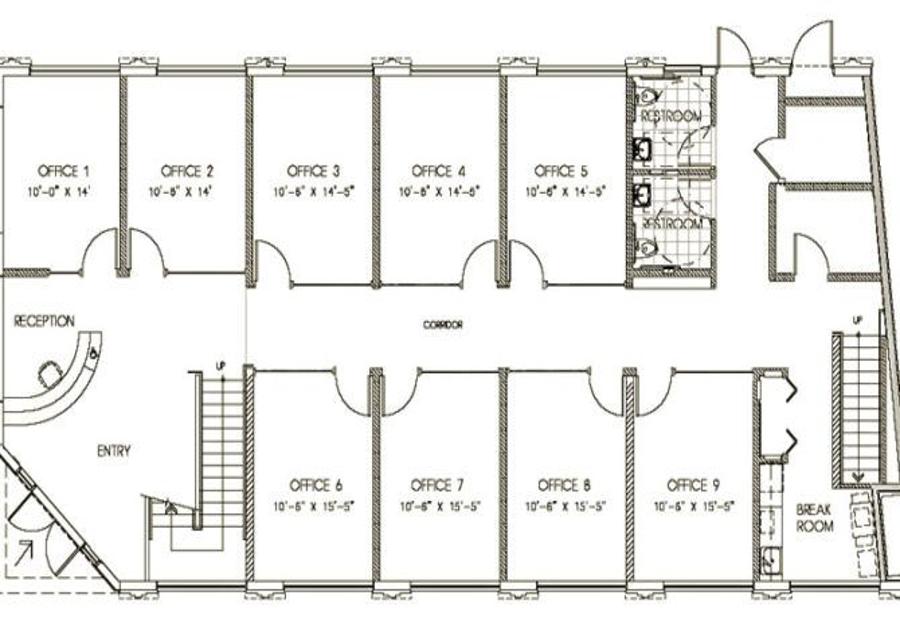 OFFICE 1
10'-0" X 14'
OFFICE 2
10'-6" X 14'
OFFICE 3
10'-6" X 14'-5"
OFFICE 4
10'-6" X 14'-5"
OFFICE 5
10'-6" X 14'-5"
RESTROOM
RESTROOM
RECEPTION
CORRIDOR
UP
UP
ENTRY
OFFICE 6
10'-6" X 15'-5"
OFFICE 7
10'-6" X 15'-5"
OFFICE 8
10'-6" X 15'-5"
OFFICE 9
10'-6" X 15'-5"
BREAK
ROOM